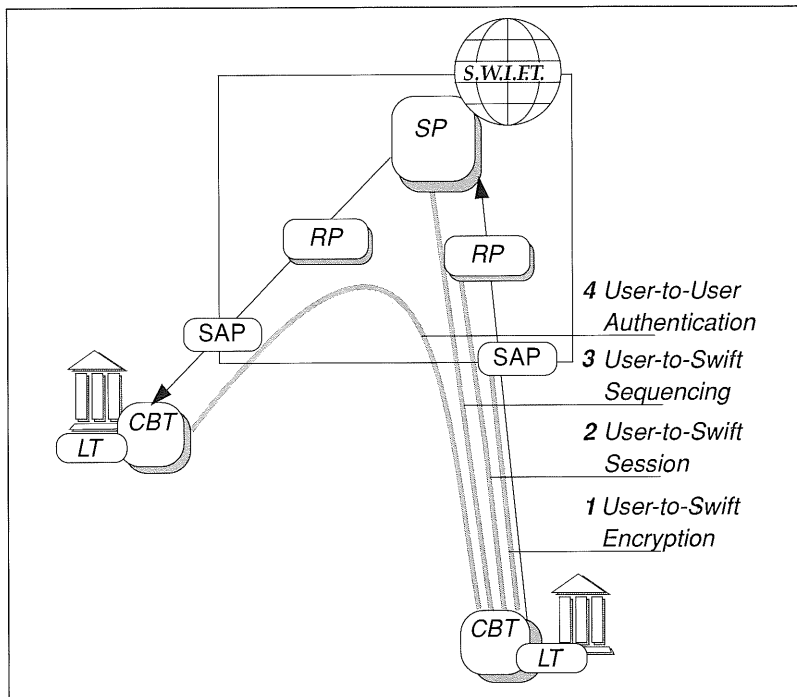 S.W.I.F.T.
SP
RP
RP
4 User-to-User
Authentication
SAP
SAP
3 User-to-Swift
Sequencing
CBT
LT
2 User-to-Swift
Session
1 User-to-Swift
Encryption
CBT
LT